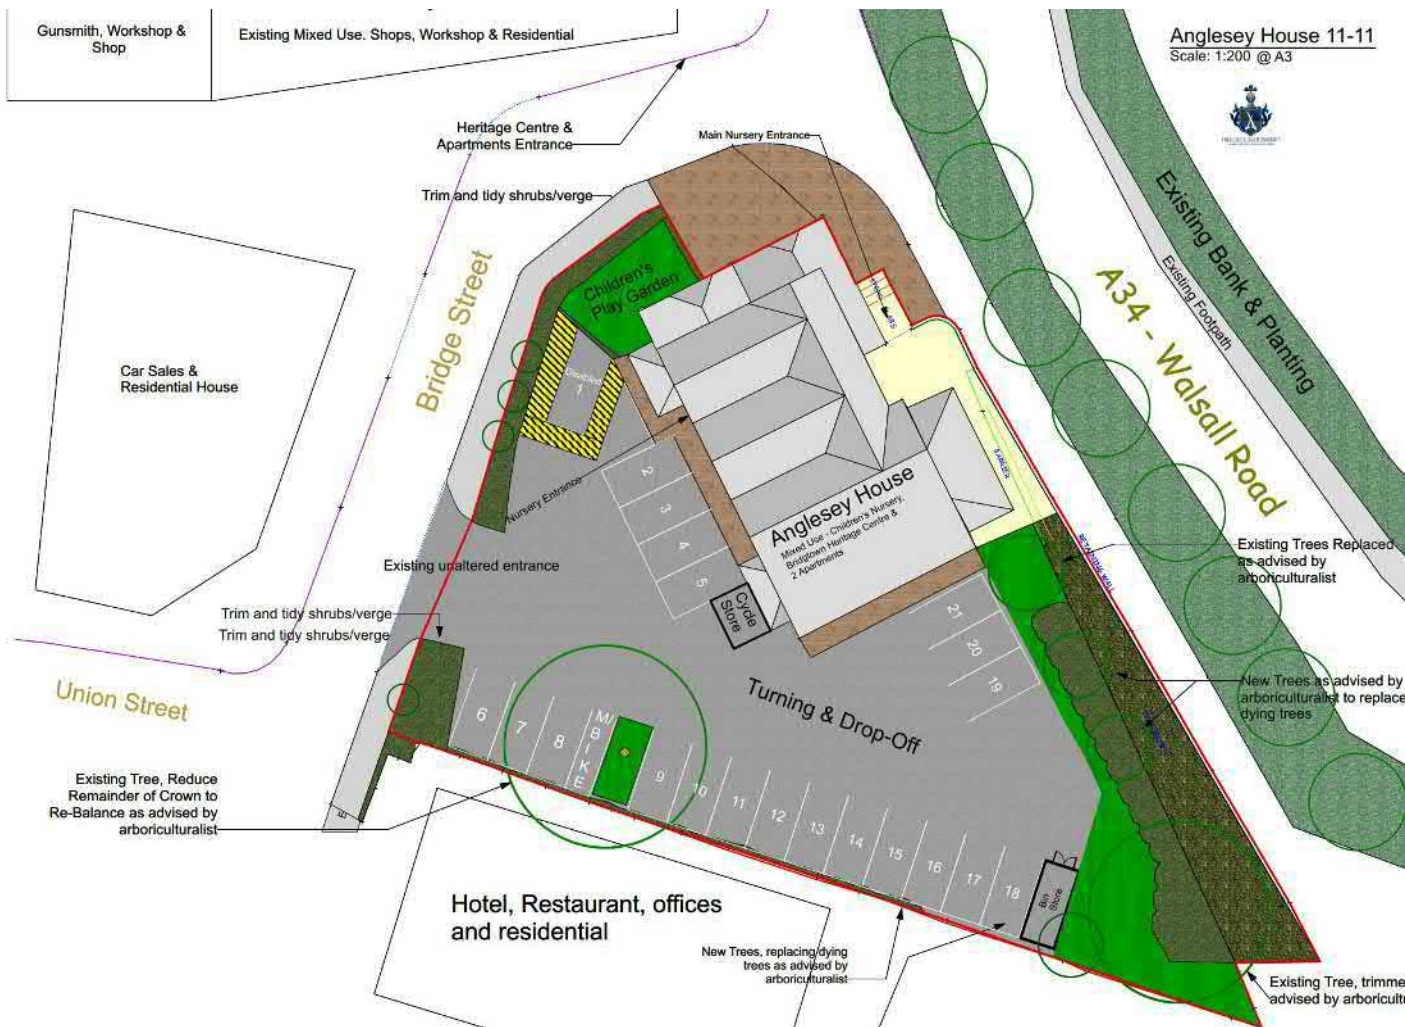 Gunsmith, Workshop &
Shop
Existing Mixed Use. Shops, Workshop & Residential
Anglesey House 11-11
Scale: 1:200 @ A3
Heritage Centre &
Apartments Entrance
Main Nursery Entrance
Trim and tidy shrubs/verge
Children's
Play Garden
Bridge Street
Existing Bank & Planting
Existing Footpath
A34 - Walsall Road
Car Sales &
Residential House
Disabled
1
Nursery Entrance
2
3
4
5
Anglesey House
Mixed Use - Children's Nursery,
Bridgtown Heritage Centre &
2 Apartments
Existing unaltered entrance
Cycle
Store
Existing Trees Replaced
as advised by
arboriculturalist
Trim and tidy shrubs/verge
Trim and tidy shrubs/verge
21
20
19
Union Street
New Trees as advised by
arboriculturalist to replace
dying trees
Turning & Drop-Off
6
7
8
M/BIKE
9
10
11
12
13
14
15
16
17
18
Bin
Store
Existing Tree, Reduce
Remainder of Crown to
Re-Balance as advised by
arboriculturalist
Hotel, Restaurant, offices
and residential
New Trees, replacing dying
trees as advised by
arboriculturalist
Existing Tree, trimme
advised by arboricultu